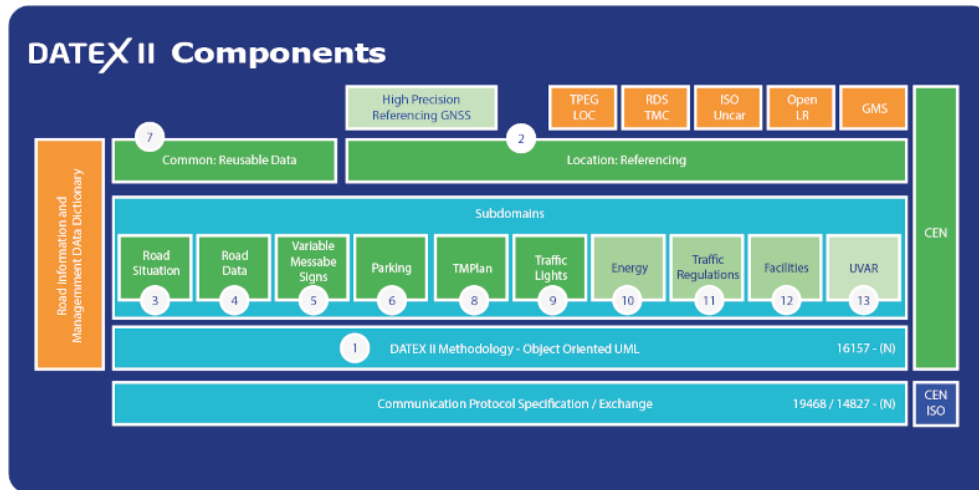 DATEX II Components
High Precision
Referencing GNSS
TPEG
LOC
RDS
TMC
ISO
Uncar
Open
LR
GMS
7
2
Common: Reusable Data
Location: Referencing
Road Information and
Managemment DAta Dictionary
CEN
Subdomains
Road
Situation
3
Road
Data
4
Variable
Messabe
Signs
5
Parking
6
TMPlan
8
Traffic
Lights
9
Energy
10
Traffic
Regulations
11
Facilities
12
UVAR
13
1
DATEX II Methodology - Object Oriented UML
16157 - (N)
Communication Protocol Specification / Exchange
19468 / 14827 - (N)
CEN
ISO